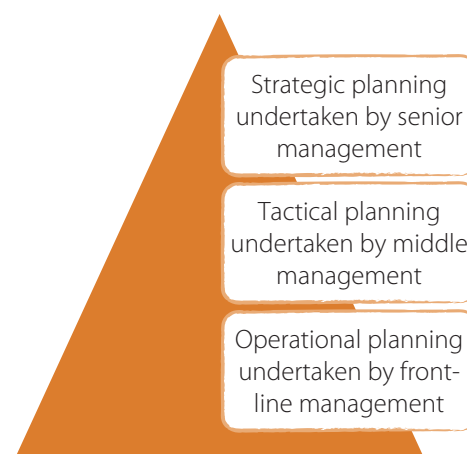 Strategic planning
undertaken by senior
management
Tactical planning
undertaken by middle
management
Operational planning
undertaken by front-
line management